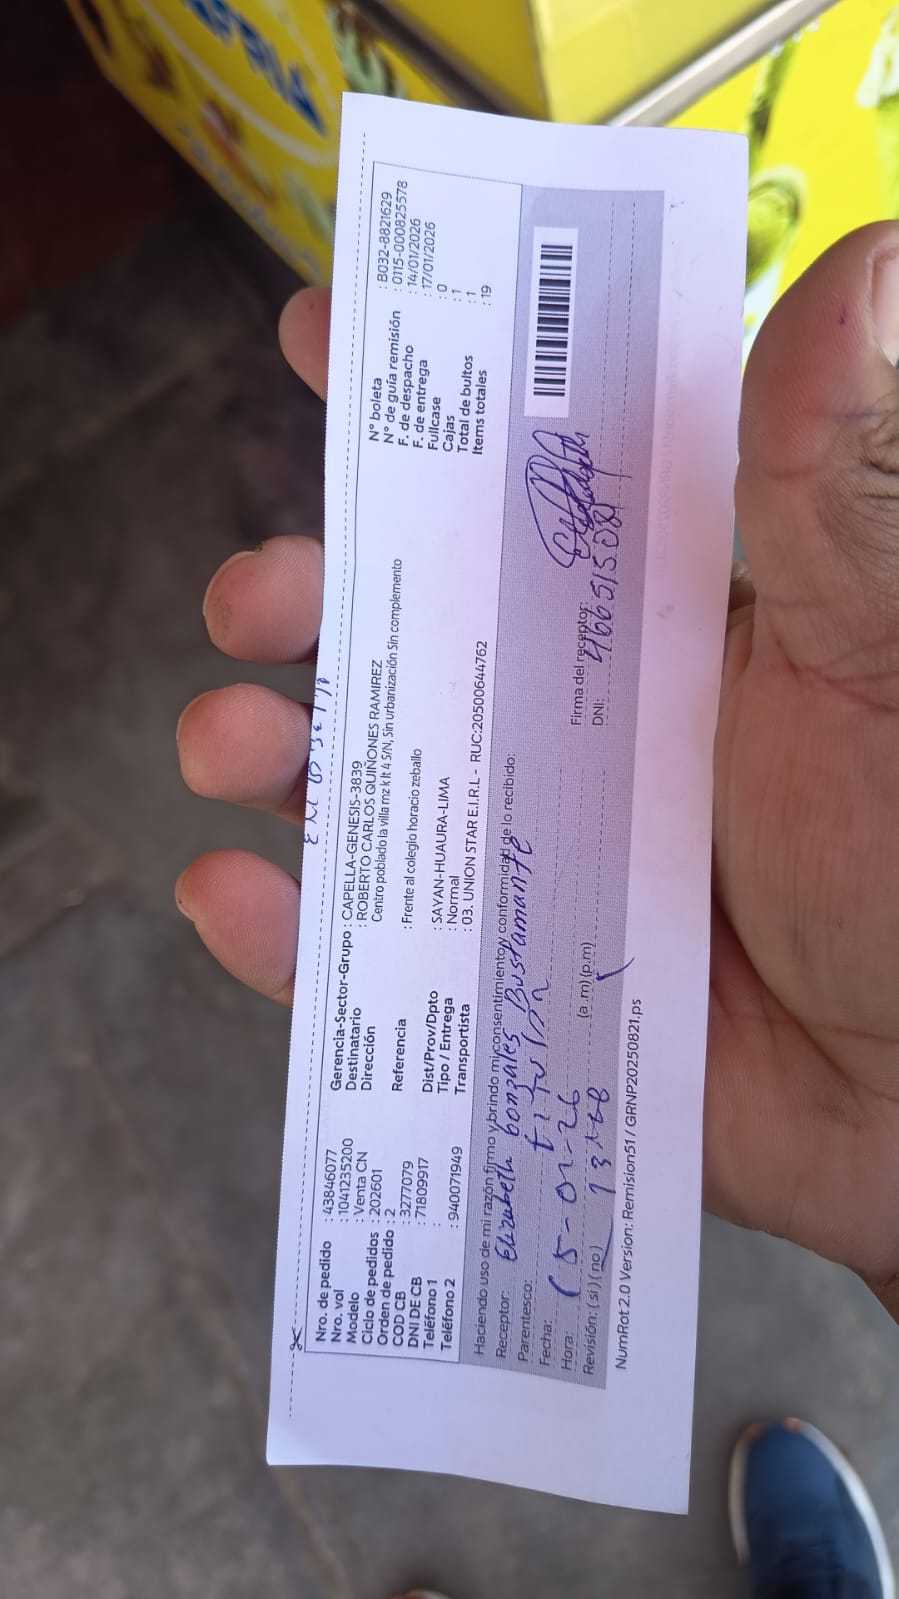 Nro. de pedido : 43846077
Nro. vol : 1041235200
Modelo : Venta CN
Ciclo de pedidos : 202601
Orden de pedido : 2
COD CB : 3277079
DNI DE CB : 71809917
Teléfono 1 :
Teléfono 2 : 940071949
Gerencia-Sector-Grupo : CAPELLA-GENESIS-3839
Destinatario : ROBERTO CARLOS QUIÑONES RAMIREZ
Dirección Centro poblado la villa mz k lt 4 S/N, Sin urbanización Sin complemento
Referencia : Frente al colegio horacio zeballo
Dist/Prov/Dpto : SAYAN-HUAURA-LIMA
Tipo / Entrega : Normal
Transportista : 03. UNION STAR E.I.R.L - RUC:20500644762
N° boleta : B032-8821629
N° de guía remisión : 0115-000825578
F. de despacho : 14/01/2026
F. de entrega : 17/01/2026
Fullcase : 0
Cajas : 1
Total de bultos : 1
Items totales : 19
Haciendo uso de mi razón firmo y brindo mi consentimiento y conformidad de lo recibido:
Receptor: Elizabeth Gonzales Bustamante
Parentesco:
Fecha: 15-01-26
Hora: (a.m)(p.m)
Revisión: (si)(no)
Firma del receptor:
DNI: 46651508
NumRot 2.0 Version: Remision51 / GRNP20250821.ps